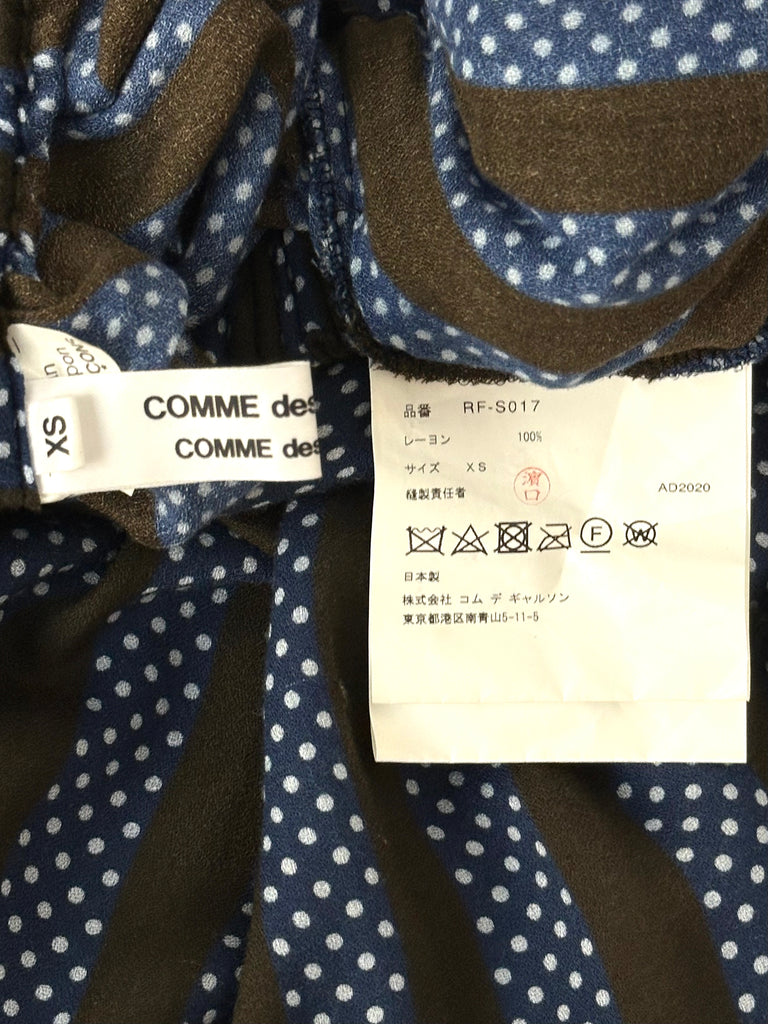 XS
COMME des
COMME des
品番 RF-S017
レーヨン 100%
サイズ XS
縫製責任者 濱口 AD2020
F W
日本製
株式会社 コム デ ギャルソン
東京都港区南青山5-11-5